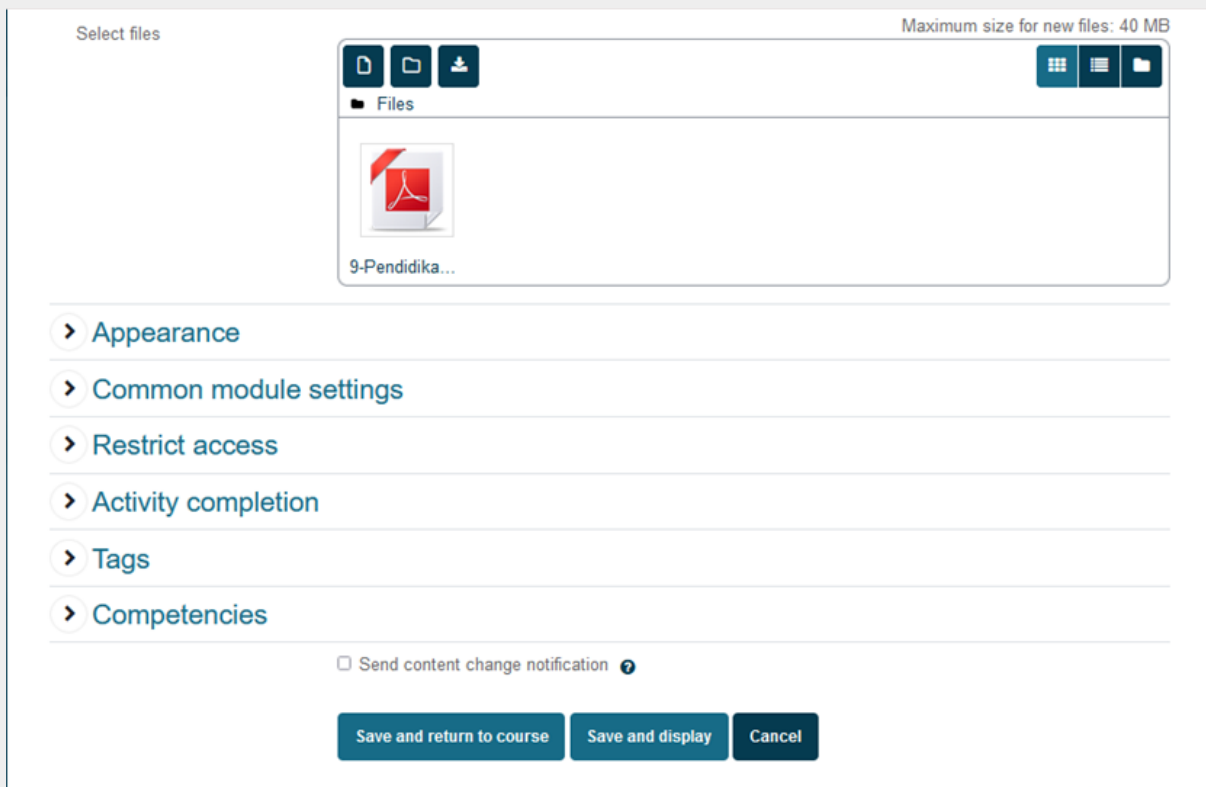 Maximum size for new files: 40 MB
Select files
Files
9-Pendidika...
Appearance
Common module settings
Restrict access
Activity completion
Tags
Competencies
Send content change notification
Save and return to course
Save and display
Cancel